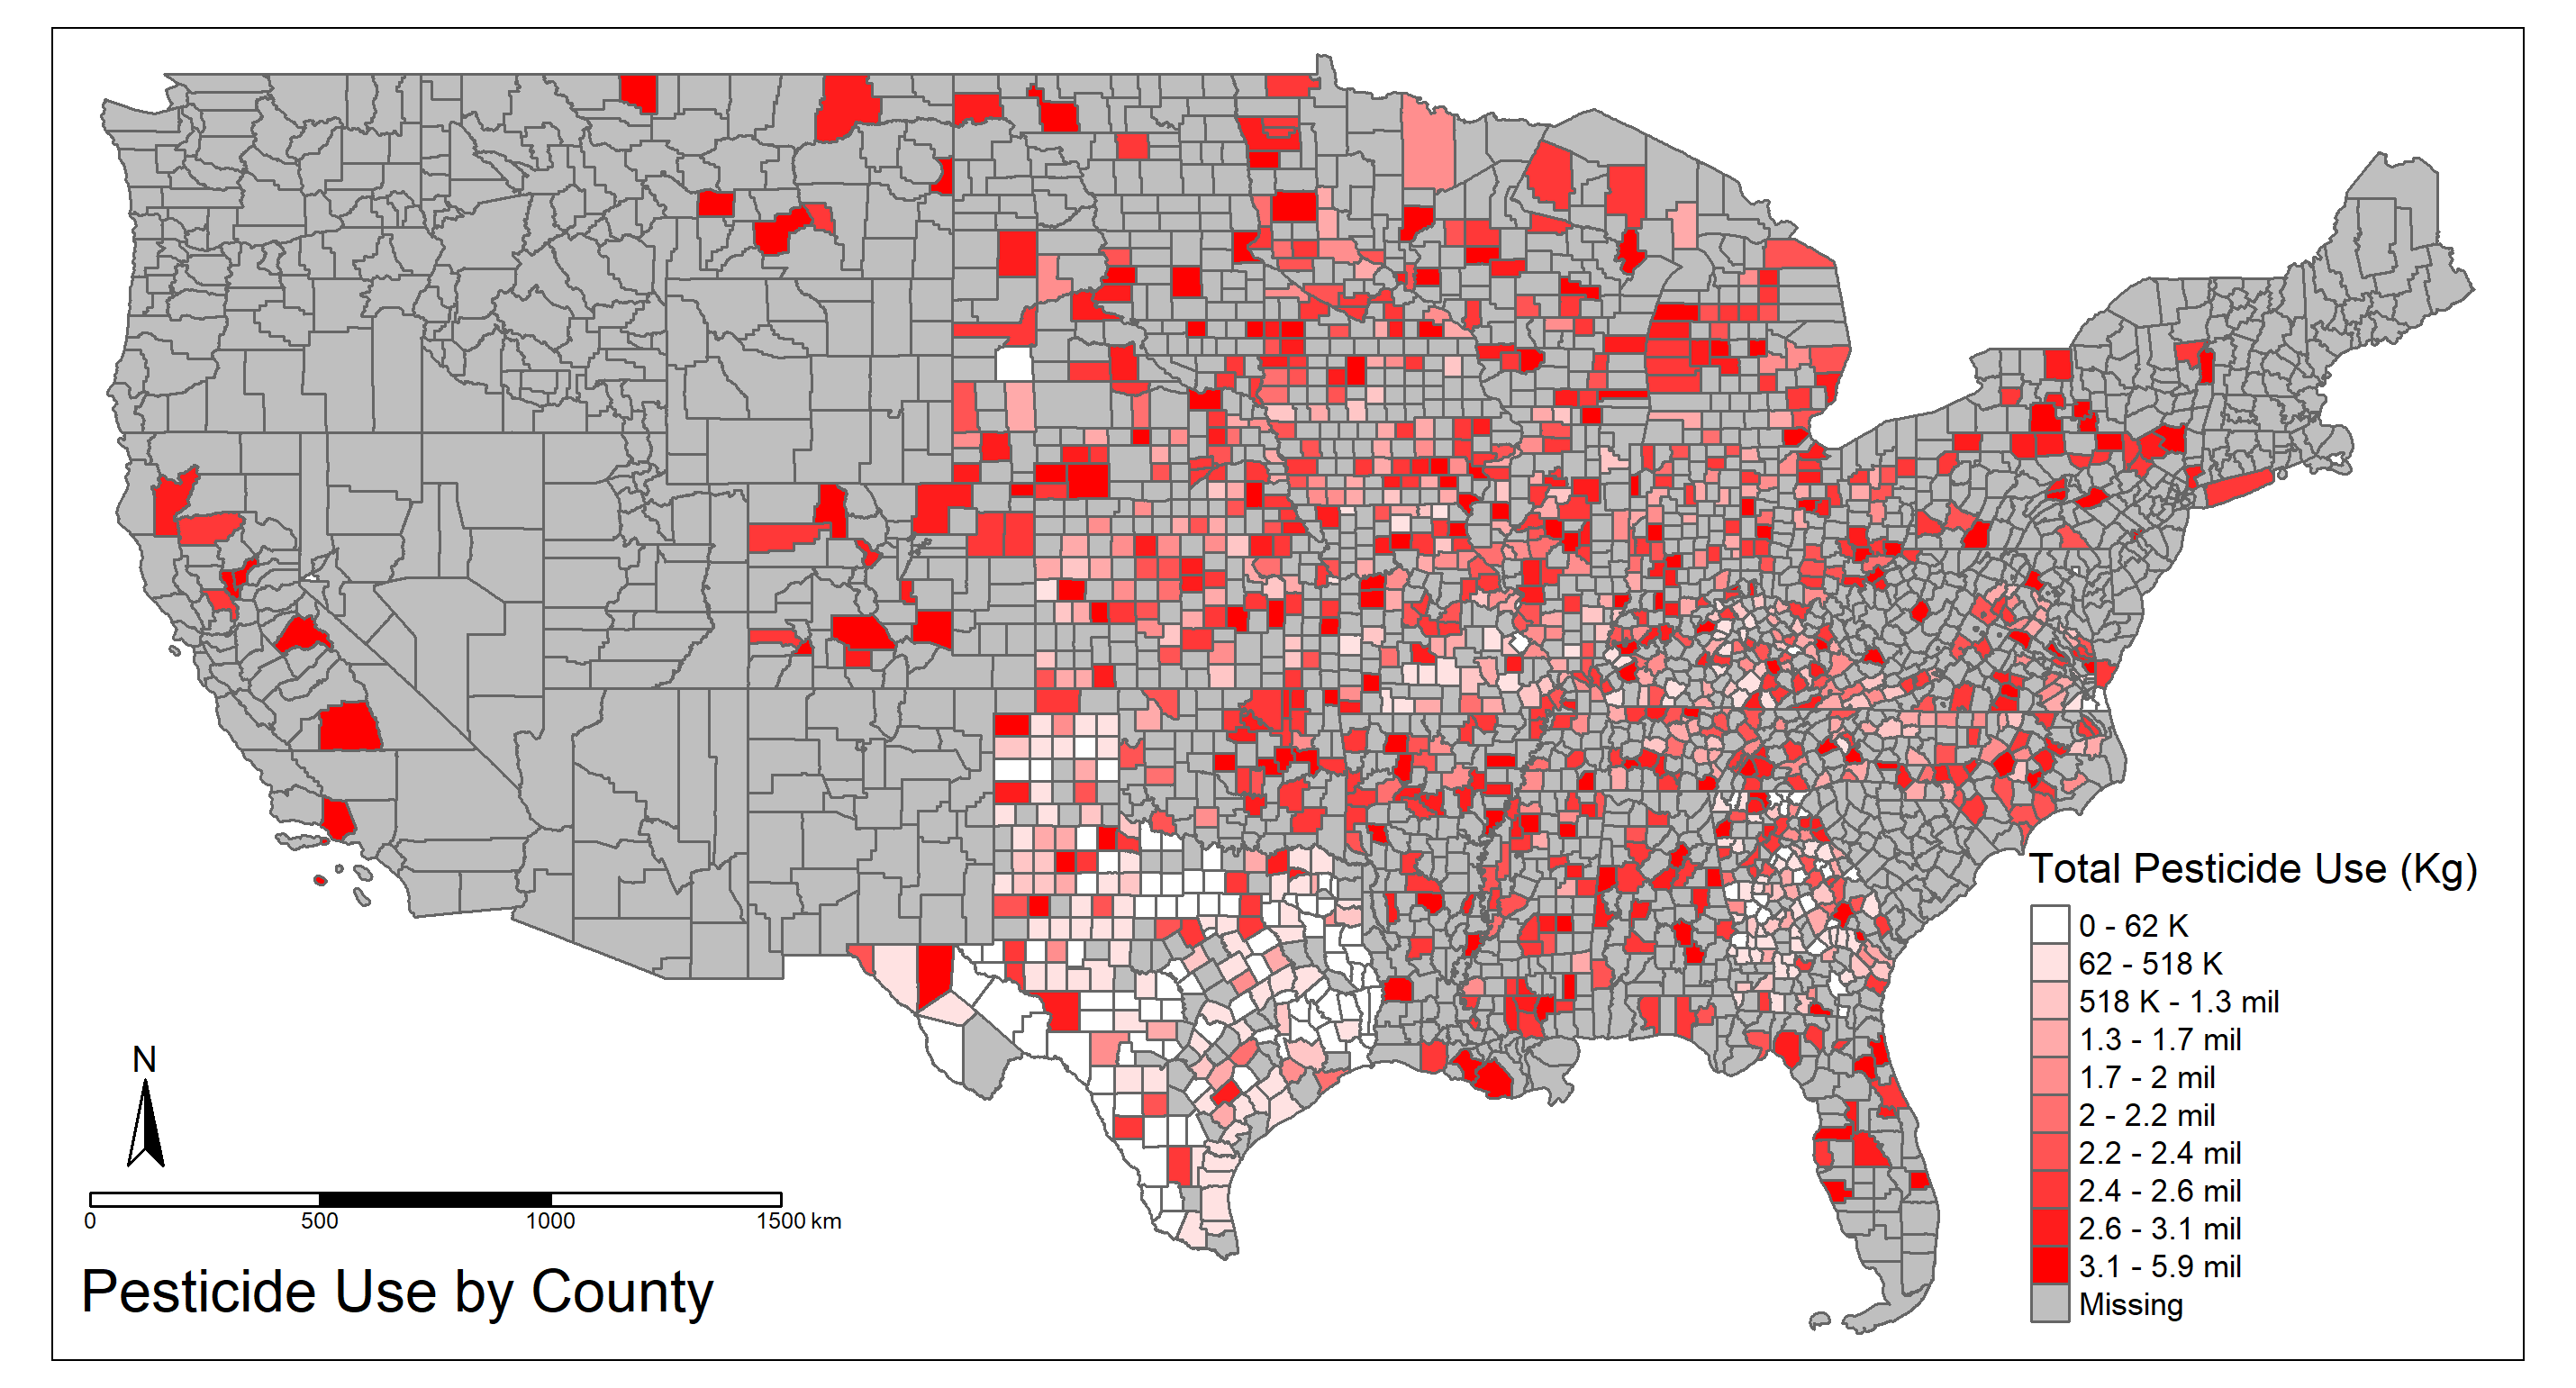 Total Pesticide Use (Kg)
0 - 62 K
62 - 518 K
518 K - 1.3 mil
1.3 - 1.7 mil
1.7 - 2 mil
2 - 2.2 mil
2.2 - 2.4 mil
2.4 - 2.6 mil
2.6 - 3.1 mil
3.1 - 5.9 mil
Missing
N
0 500 1000 1500 km
Pesticide Use by County